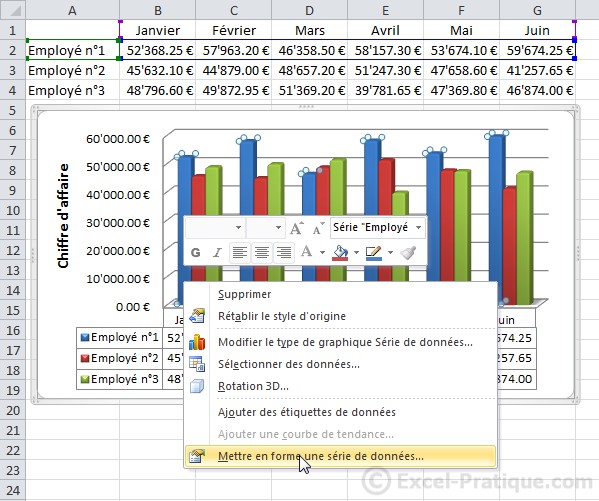 A B C D E F G
1 Janvier Février Mars Avril Mai Juin
2 Employé n°1 52'368.25 € 57'963.20 € 46'358.50 € 58'157.30 € 53'674.10 € 59'674.25 €
3 Employé n°2 45'632.10 € 44'879.00 € 48'657.20 € 51'247.30 € 47'658.60 € 41'257.65 €
4 Employé n°3 48'796.60 € 49'872.95 € 51'369.20 € 39'781.65 € 47'369.80 € 46'874.00 €
5
6 60'000.00 €
7 50'000.00 €
8 40'000.00 €
9 30'000.00 €
10 20'000.00 €
11 10'000.00 €
12 0.00 €
13
14
15
16
17
18
19
20
21
22
23
24
Chiffre d'affaire
Série "Employé
G I A
Ja uin
Employé n°1 52' 574.25
Employé n°2 45' 257.65
Employé n°3 48' 874.00
Supprimer
Rétablir le style d'origine
Modifier le type de graphique Série de données...
Sélectionner des données...
Rotation 3D...
Ajouter des étiquettes de données
Ajouter une courbe de tendance...
Mettre en forme une série de données...
© Excel-Pratique.com